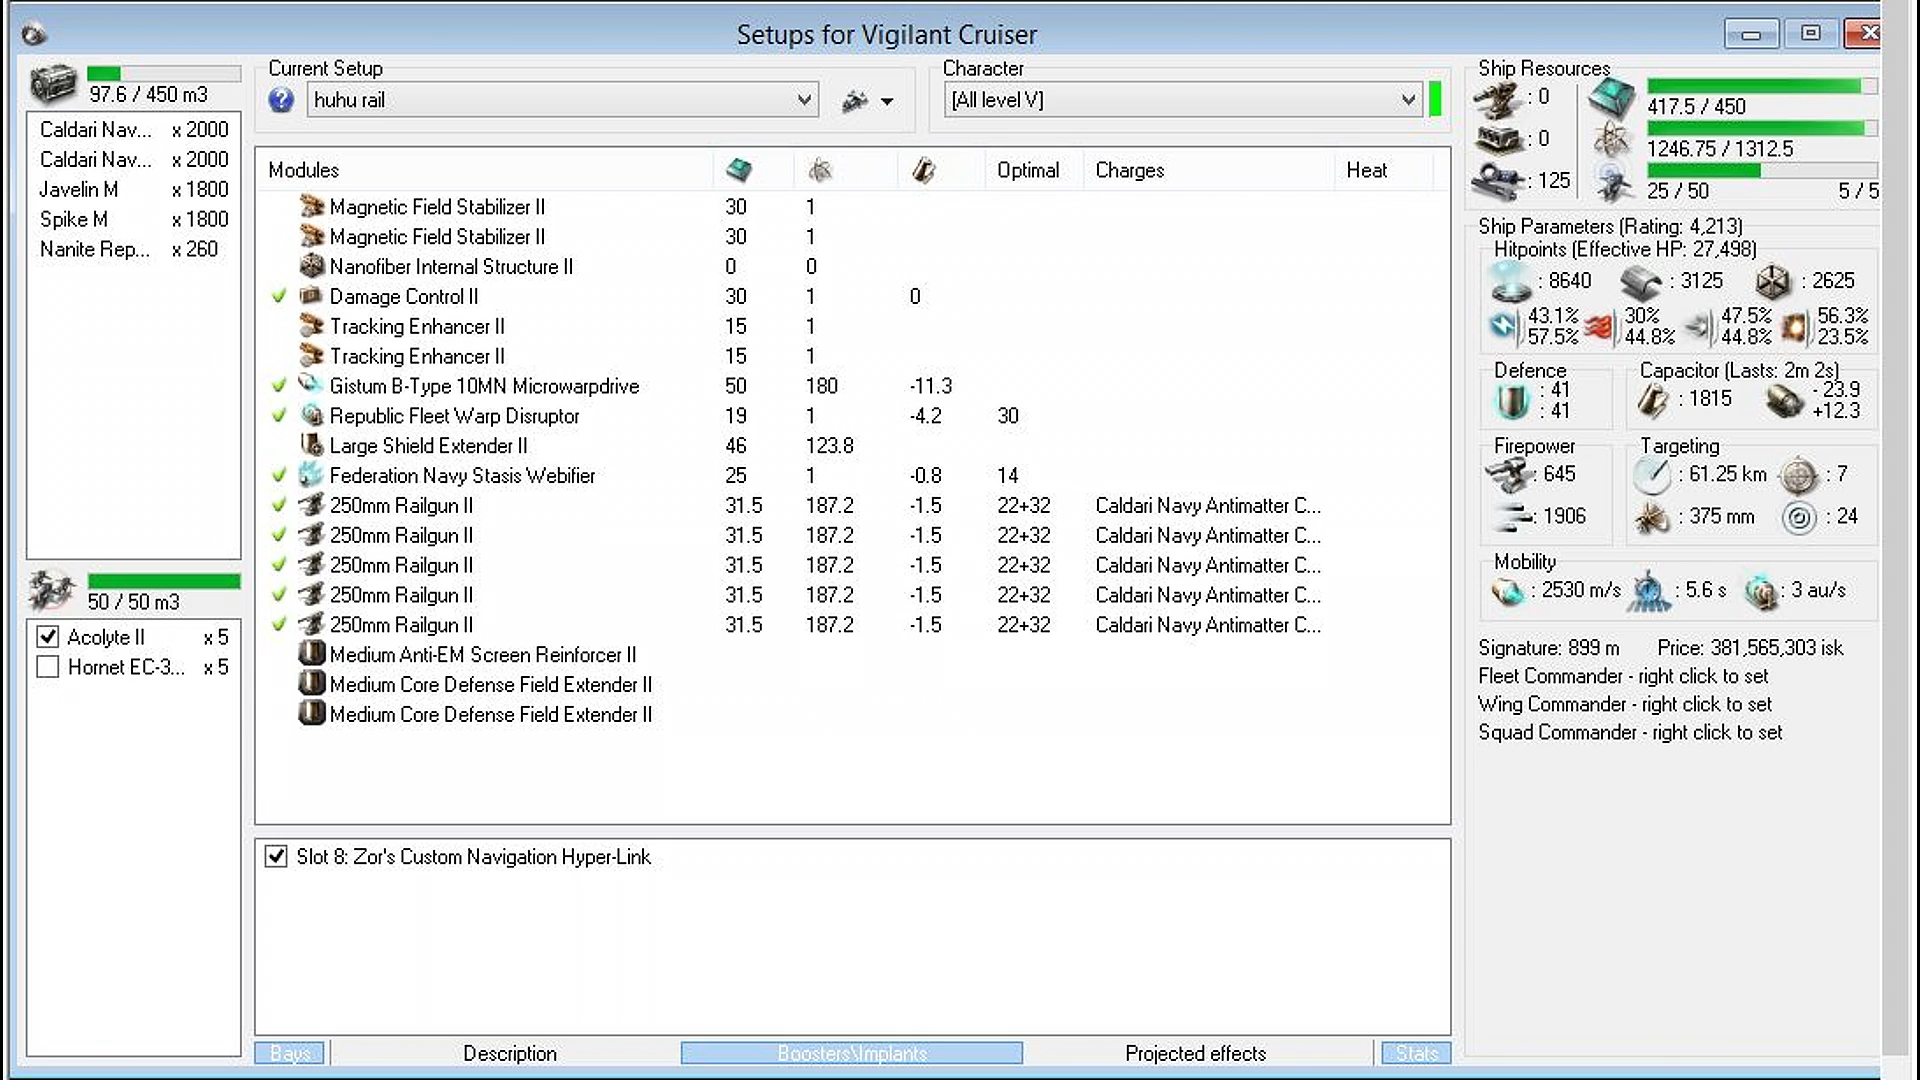 Setups for Vigilant Cruiser
97.6 / 450 m3
Caldari Nav... x 2000
Caldari Nav... x 2000
Javelin M x 1800
Spike M x 1800
Nanite Rep... x 260
50 / 50 m3
Acolyte II x 5
Hornet EC-3... x 5
Current Setup
huhu rail
Character
[All level V]
Modules Optimal Charges Heat
Magnetic Field Stabilizer II 30 1
Magnetic Field Stabilizer II 30 1
Nanofiber Internal Structure II 0 0
Damage Control II 30 1 0
Tracking Enhancer II 15 1
Tracking Enhancer II 15 1
Gistum B-Type 10MN Microwarpdrive 50 180 -11.3
Republic Fleet Warp Disruptor 19 1 -4.2 30
Large Shield Extender II 46 123.8
Federation Navy Stasis Webifier 25 1 -0.8 14
250mm Railgun II 31.5 187.2 -1.5 22+32 Caldari Navy Antimatter C...
250mm Railgun II 31.5 187.2 -1.5 22+32 Caldari Navy Antimatter C...
250mm Railgun II 31.5 187.2 -1.5 22+32 Caldari Navy Antimatter C...
250mm Railgun II 31.5 187.2 -1.5 22+32 Caldari Navy Antimatter C...
250mm Railgun II 31.5 187.2 -1.5 22+32 Caldari Navy Antimatter C...
Medium Anti-EM Screen Reinforcer II
Medium Core Defense Field Extender II
Medium Core Defense Field Extender II
Slot 8: Zor's Custom Navigation Hyper-Link
Bays Description Boosters\Implants Projected effects Stats
Ship Resources
: 0 417.5 / 450
: 0 1246.75 / 1312.5
: 125 25 / 50 5 / 5
Ship Parameters (Rating: 4,213)
Hitpoints (Effective HP: 27,498)
: 8640 : 3125 : 2625
43.1% 30% 47.5% 56.3%
57.5% 44.8% 44.8% 23.5%
Defence
: 41
: 41
Capacitor (Lasts: 2m 2s)
: 1815 - 23.9
+12.3
Firepower
: 645
: 1906
Targeting
: 61.25 km : 7
: 375 mm : 24
Mobility
: 2530 m/s : 5.6 s : 3 au/s
Signature: 899 m Price: 381,565,303 isk
Fleet Commander - right click to set
Wing Commander - right click to set
Squad Commander - right click to set